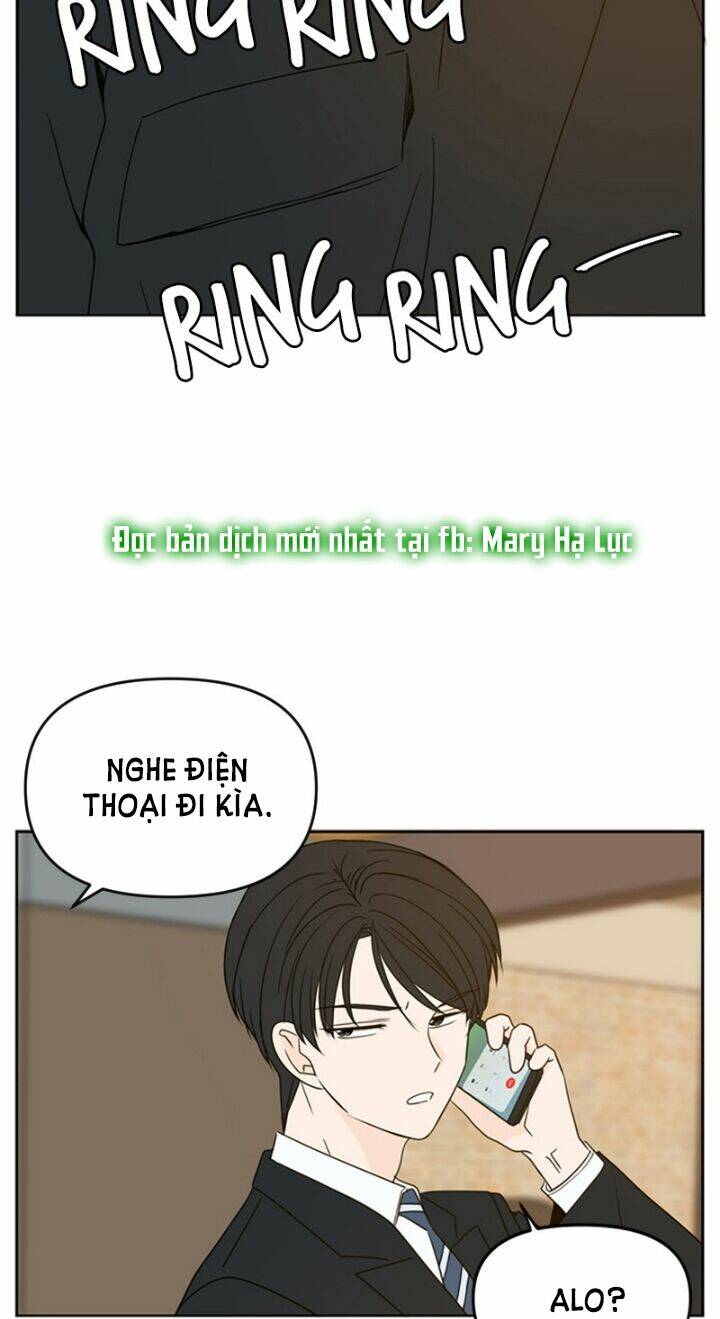 RING RING
RING RING
Đọc bản dịch mới nhất tại fb: Mary Hạ Lục
NGHE ĐIỆN
THOẠI ĐI KÌA.
ALO?